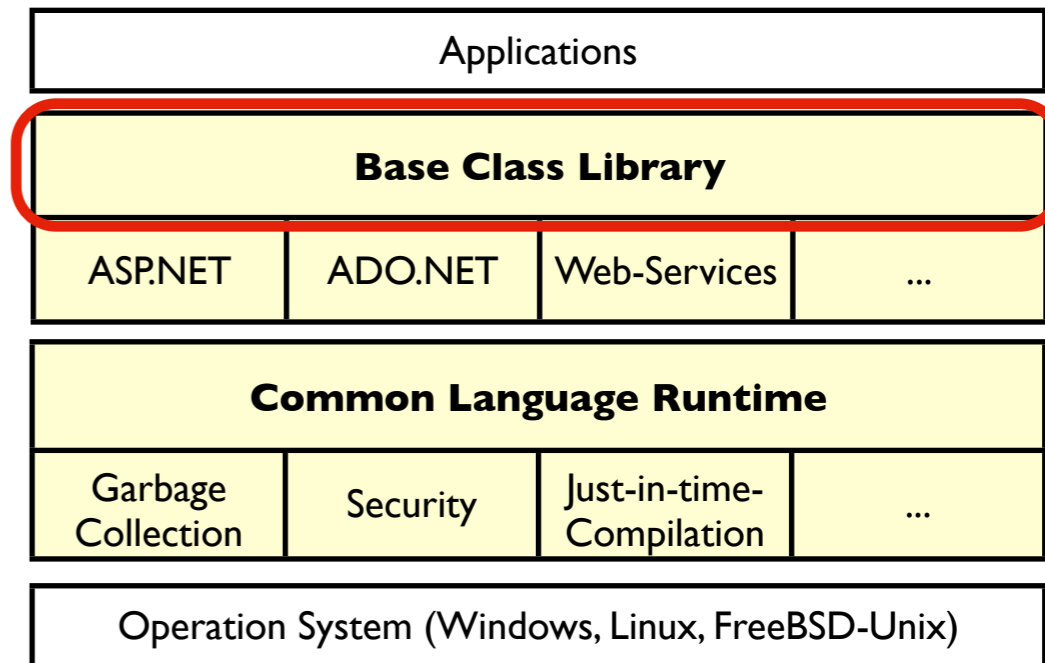 Applications
Base Class Library
ASP.NET ADO.NET Web-Services ...
Common Language Runtime
Garbage Collection Security Just-in-time-Compilation ...
Operation System (Windows, Linux, FreeBSD-Unix)